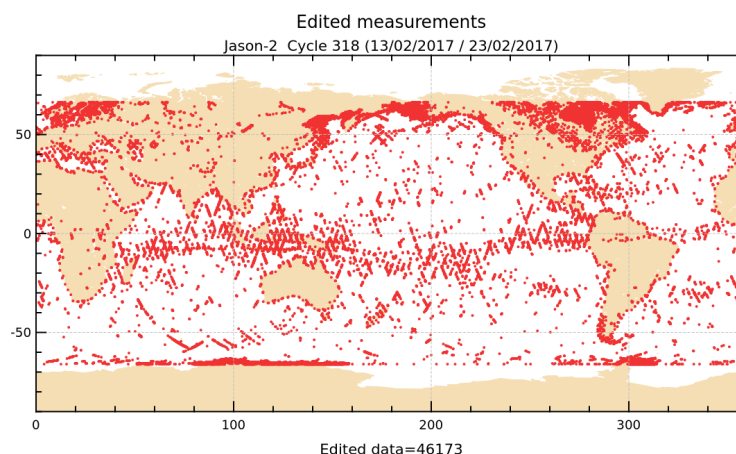 Edited measurements
Jason-2 Cycle 318 (13/02/2017 / 23/02/2017)
50
0
-50
0 100 200 300
Edited data=46173